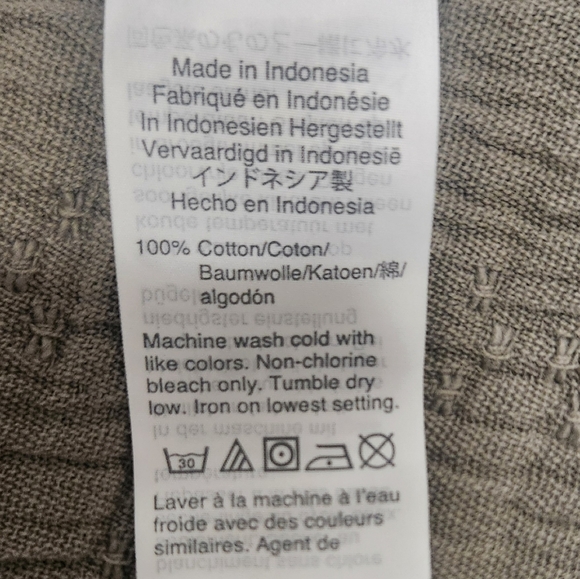 Made in Indonesia
Fabriqué en Indonésie
In Indonesien Hergestellt
Vervaardigd in Indonesië
インドネシア製
Hecho en Indonesia
100% Cotton/Coton/
Baumwolle/Katoen/綿/
algodón
Machine wash cold with
like colors. Non-chlorine
bleach only. Tumble dry
low. Iron on lowest setting.
30
Laver à la machine à l'eau
froide avec des couleurs
similaires. Agent de